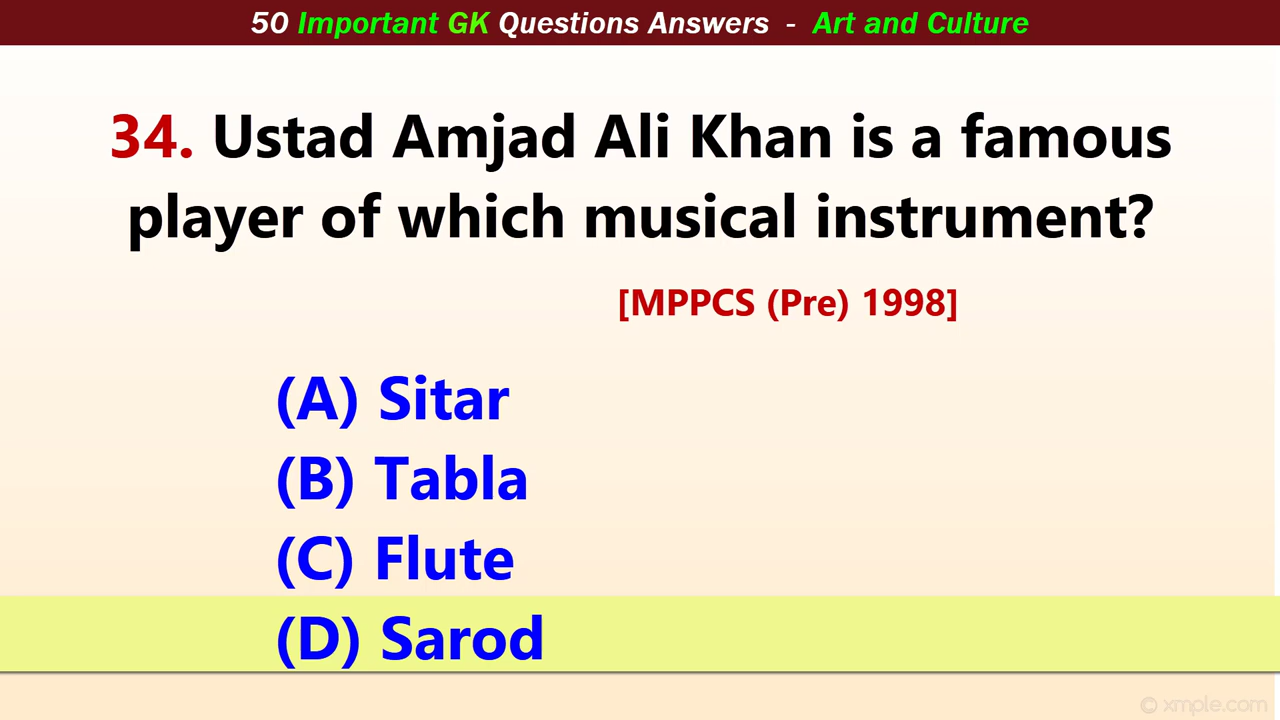 50 Important GK Questions Answers - Art and Culture
34. Ustad Amjad Ali Khan is a famous
player of which musical instrument?
[MPPCS (Pre) 1998]
(A) Sitar
(B) Tabla
(C) Flute
(D) Sarod
© xmple.com